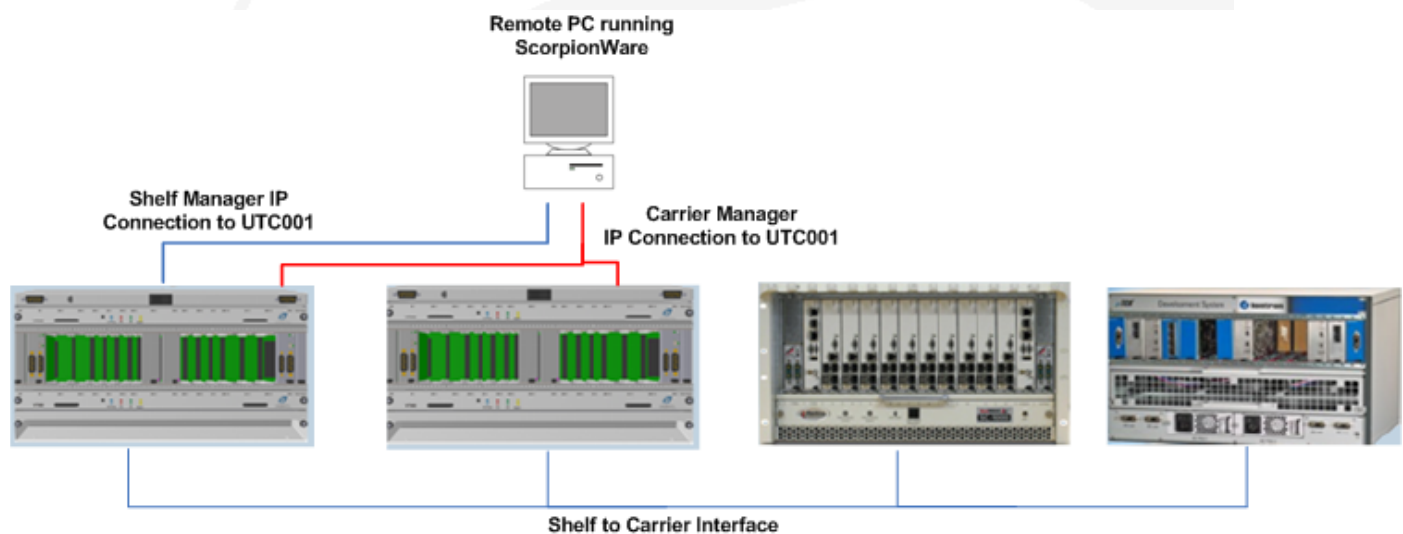 Remote PC running
ScorpionWare
Shelf Manager IP
Connection to UTC001
Carrier Manager
IP Connection to UTC001
Development System
Shelf to Carrier Interface